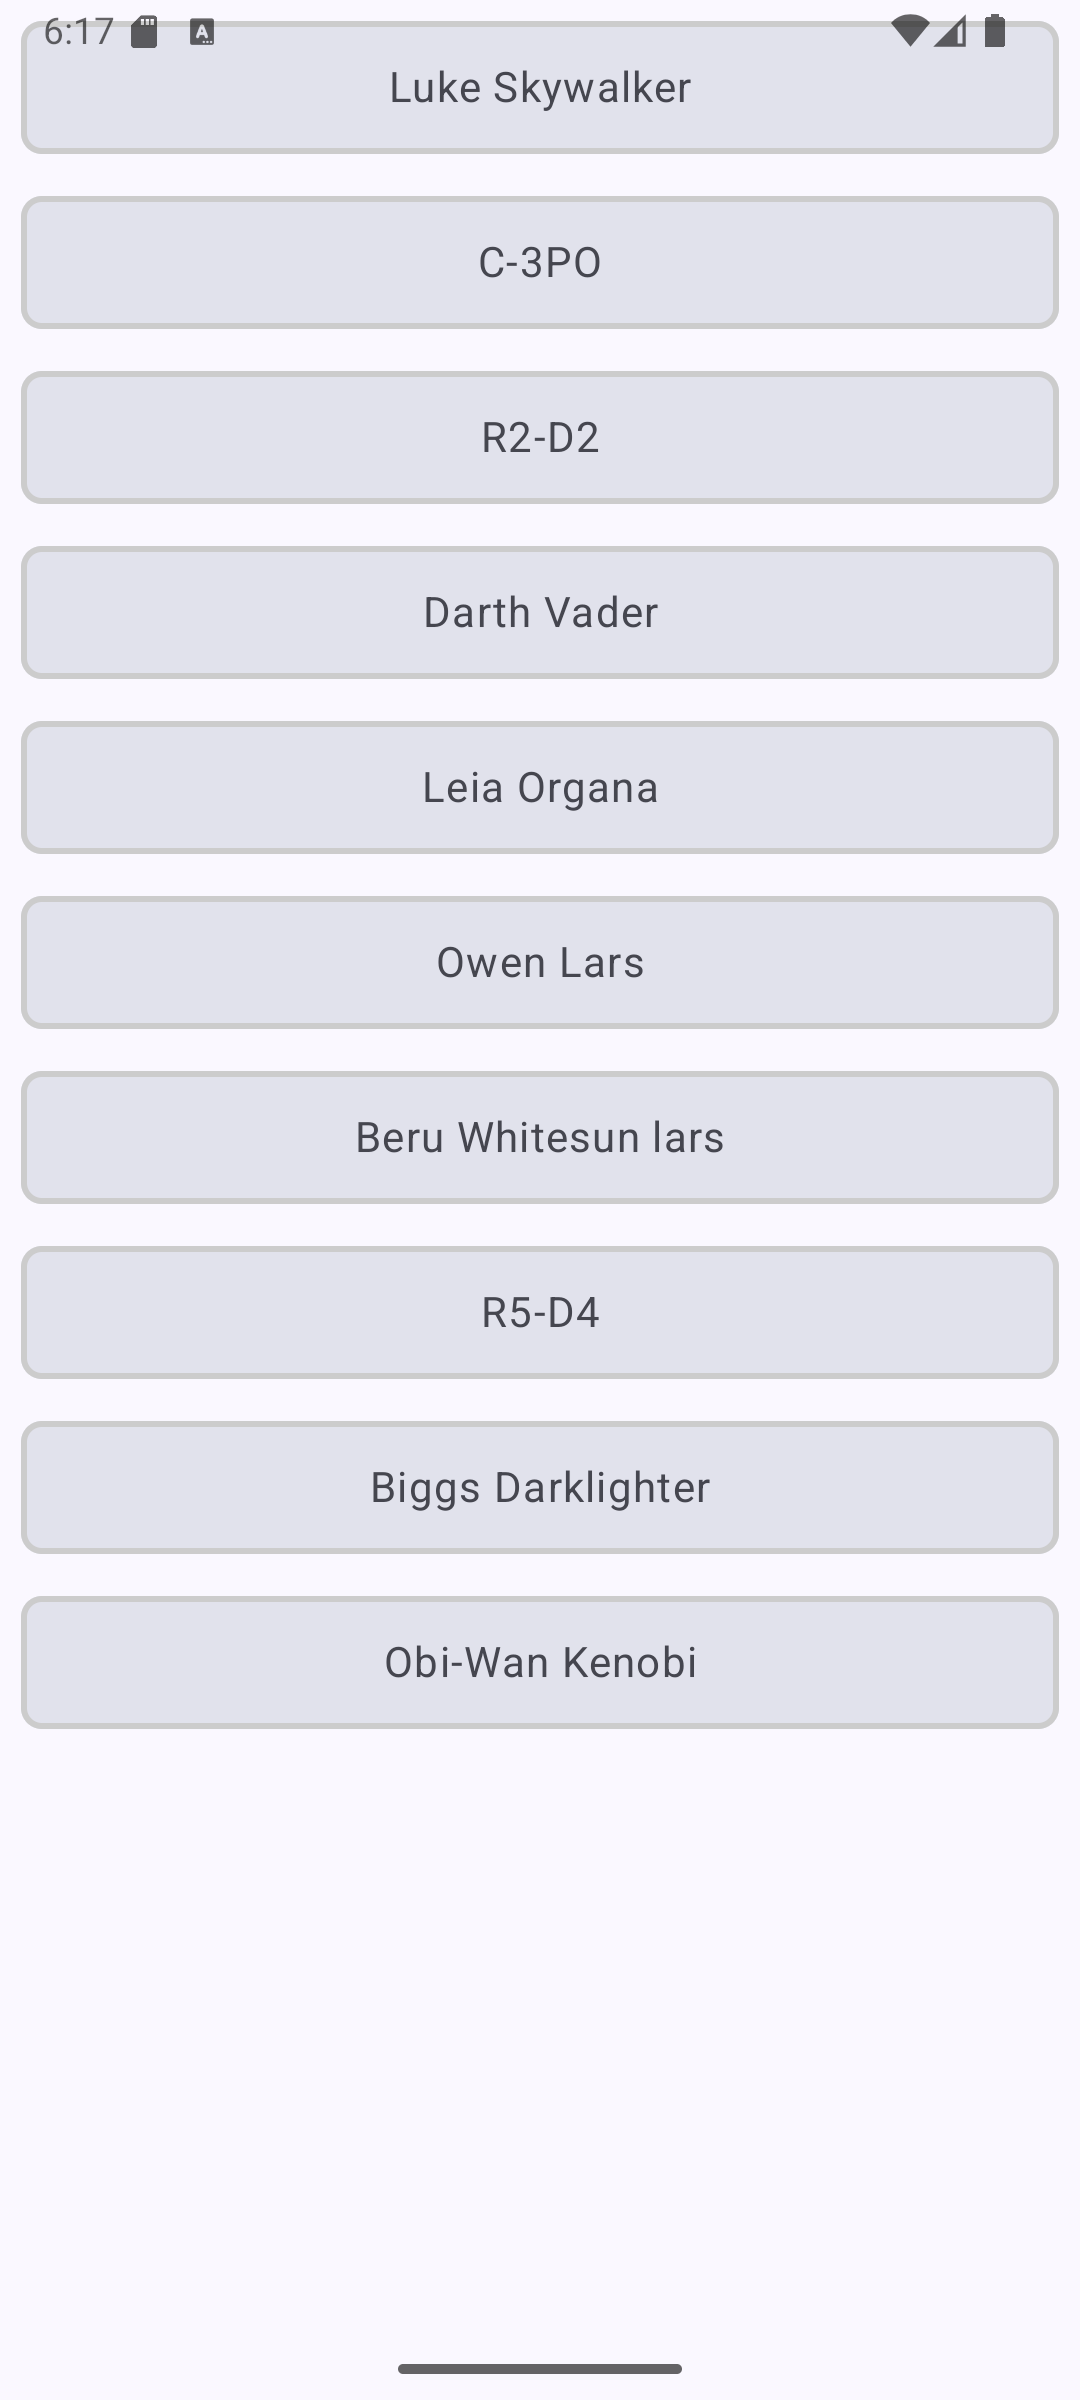 6:17
Luke Skywalker
C-3PO
R2-D2
Darth Vader
Leia Organa
Owen Lars
Beru Whitesun lars
R5-D4
Biggs Darklighter
Obi-Wan Kenobi